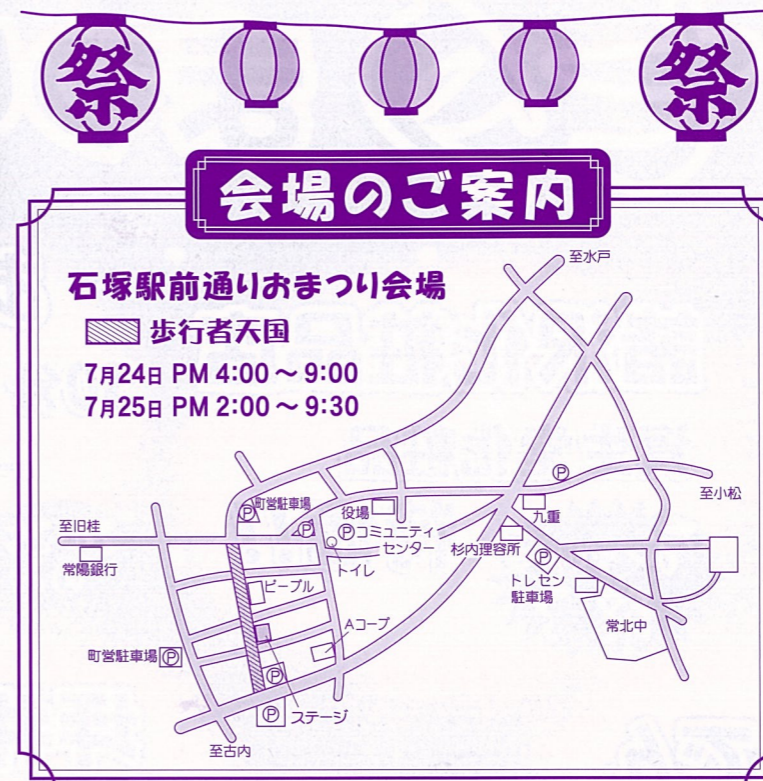 祭
祭
会場のご案内
石塚駅前通りおまつり会場
歩行者天国
7月24日 PM 4:00 ～ 9:00
7月25日 PM 2:00 ～ 9:30
至水戸
至小松
至旧桂
常陽銀行
Ⓟ
町営駐車場
Ⓟ
役場
Ⓟコミュニティ
センター
トイレ
Ⓟ
九重
杉内理容所
Ⓟ
トレセン
駐車場
常北中
ピープル
Aコープ
町営駐車場Ⓟ
Ⓟ
Ⓟ
ステージ
至古内